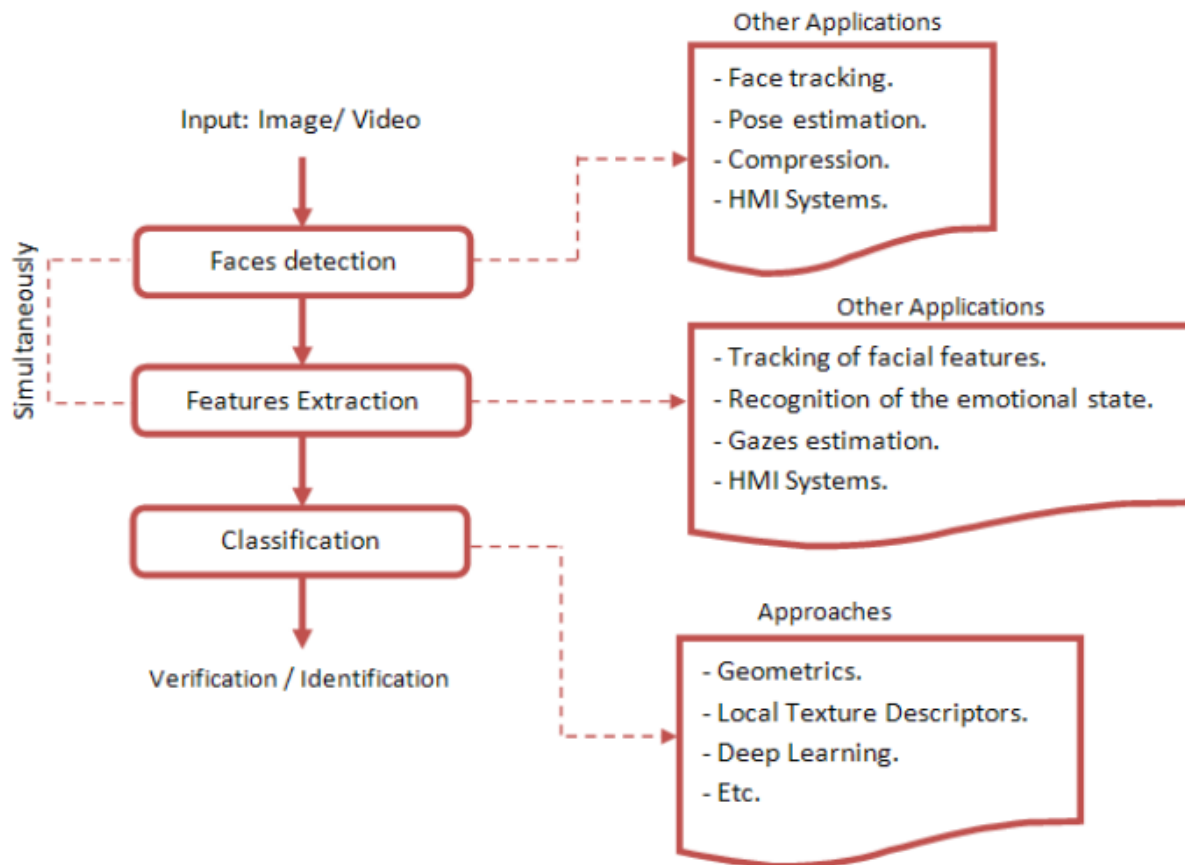 Other Applications
- Face tracking.
- Pose estimation.
- Compression.
- HMI Systems.
Input: Image/ Video
Faces detection
Simultaneously
Other Applications
- Tracking of facial features.
- Recognition of the emotional state.
- Gazes estimation.
- HMI Systems.
Features Extraction
Classification
Approaches
- Geometrics.
- Local Texture Descriptors.
- Deep Learning.
- Etc.
Verification / Identification